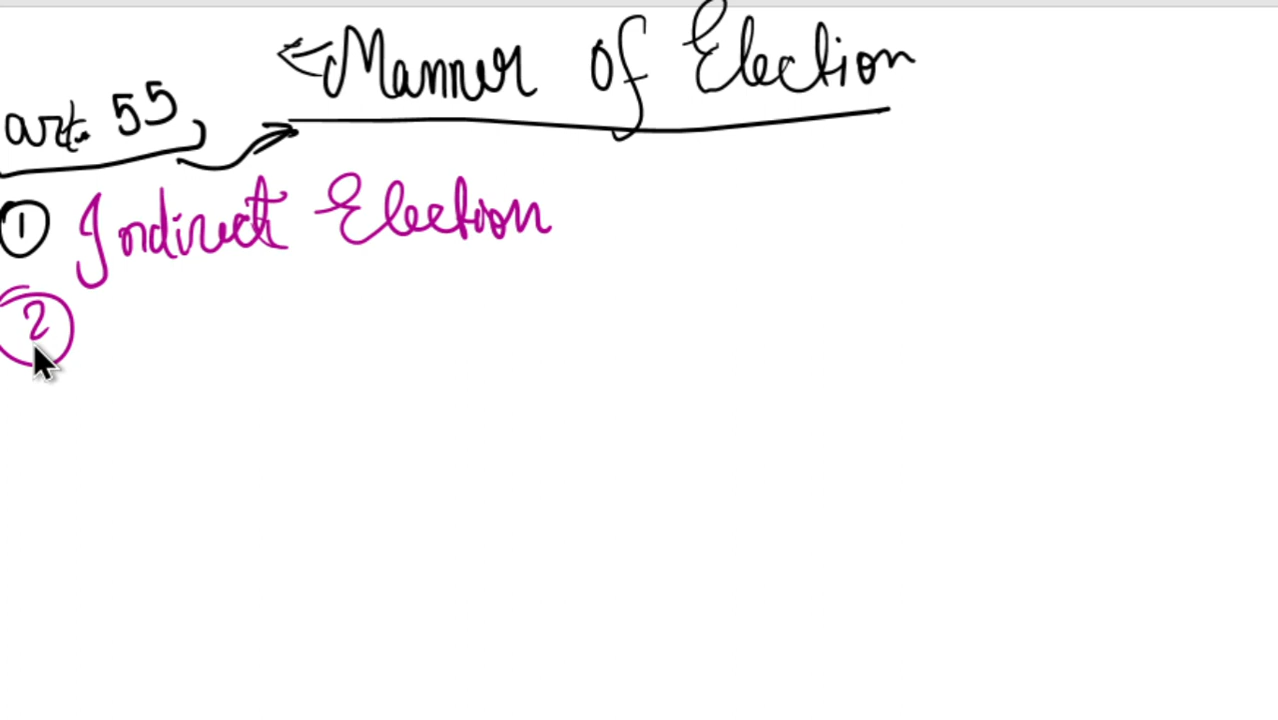 Manner of Election
art. 55
① Indirect Election
②